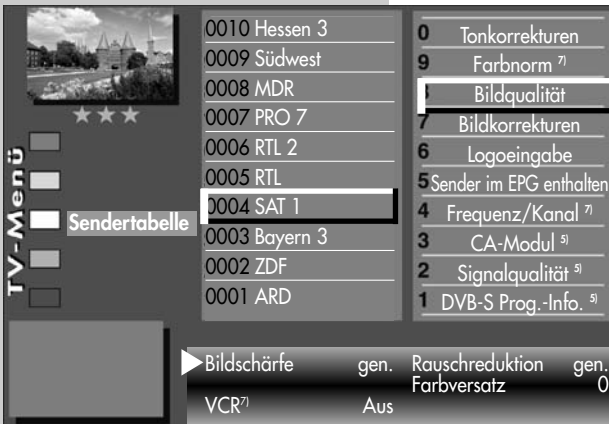 TV-Menü
Sendertabelle
0010 Hessen 3
0009 Südwest
0008 MDR
0007 PRO 7
0006 RTL 2
0005 RTL
0004 SAT 1
0003 Bayern 3
0002 ZDF
0001 ARD
0 Tonkorrekturen
9 Farbnorm 7)
8 Bildqualität
7 Bildkorrekturen
6 Logoeingabe
5 Sender im EPG enthalten
4 Frequenz/Kanal 7)
3 CA-Modul 5)
2 Signalqualität 5)
1 DVB-S Prog.-Info. 5)
Bildschärfe gen. Rauschreduktion gen.
Farbversatz 0
VCR7) Aus